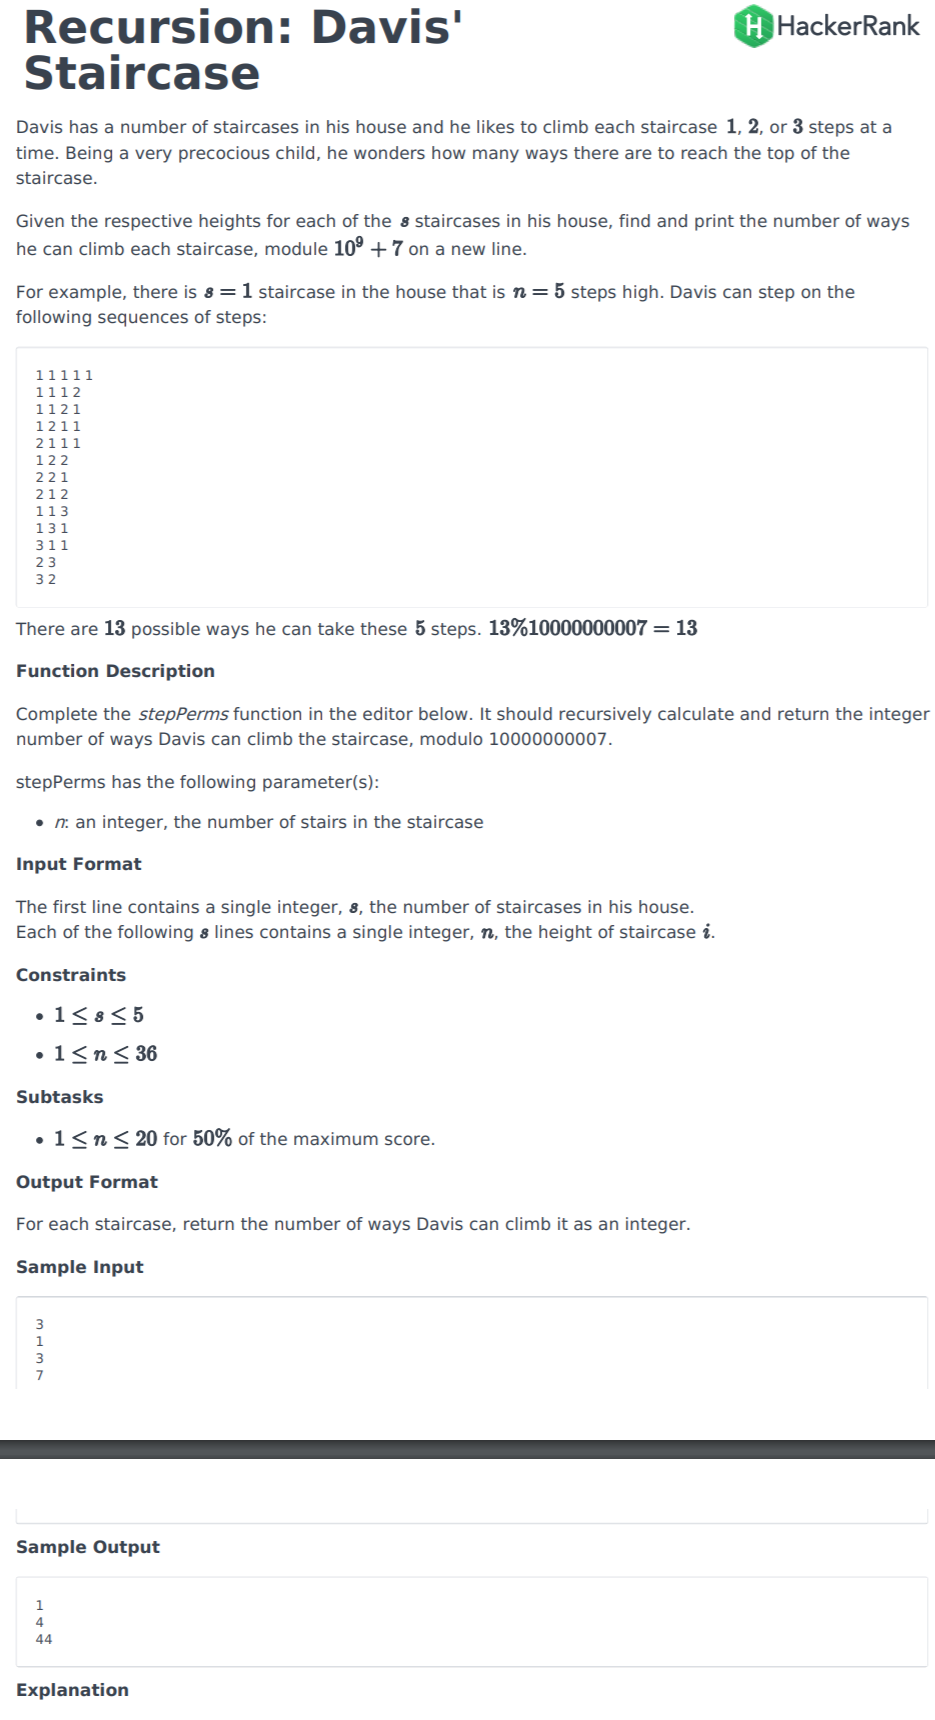 Recursion: Davis'
Staircase
HackerRank
Davis has a number of staircases in his house and he likes to climb each staircase 1, 2, or 3 steps at a
time. Being a very precocious child, he wonders how many ways there are to reach the top of the
staircase.
Given the respective heights for each of the s staircases in his house, find and print the number of ways
he can climb each staircase, module 10⁹ + 7 on a new line.
For example, there is s = 1 staircase in the house that is n = 5 steps high. Davis can step on the
following sequences of steps:
1 1 1 1 1
1 1 1 2
1 1 2 1
1 2 1 1
2 1 1 1
1 2 2
2 2 1
2 1 2
1 1 3
1 3 1
3 1 1
2 3
3 2
There are 13 possible ways he can take these 5 steps. 13%10000000007 = 13
Function Description
Complete the stepPerms function in the editor below. It should recursively calculate and return the integer
number of ways Davis can climb the staircase, modulo 10000000007.
stepPerms has the following parameter(s):
• n: an integer, the number of stairs in the staircase
Input Format
The first line contains a single integer, s, the number of staircases in his house.
Each of the following s lines contains a single integer, n, the height of staircase i.
Constraints
• 1 ≤ s ≤ 5
• 1 ≤ n ≤ 36
Subtasks
• 1 ≤ n ≤ 20 for 50% of the maximum score.
Output Format
For each staircase, return the number of ways Davis can climb it as an integer.
Sample Input
3
1
3
7
Sample Output
1
4
44
Explanation